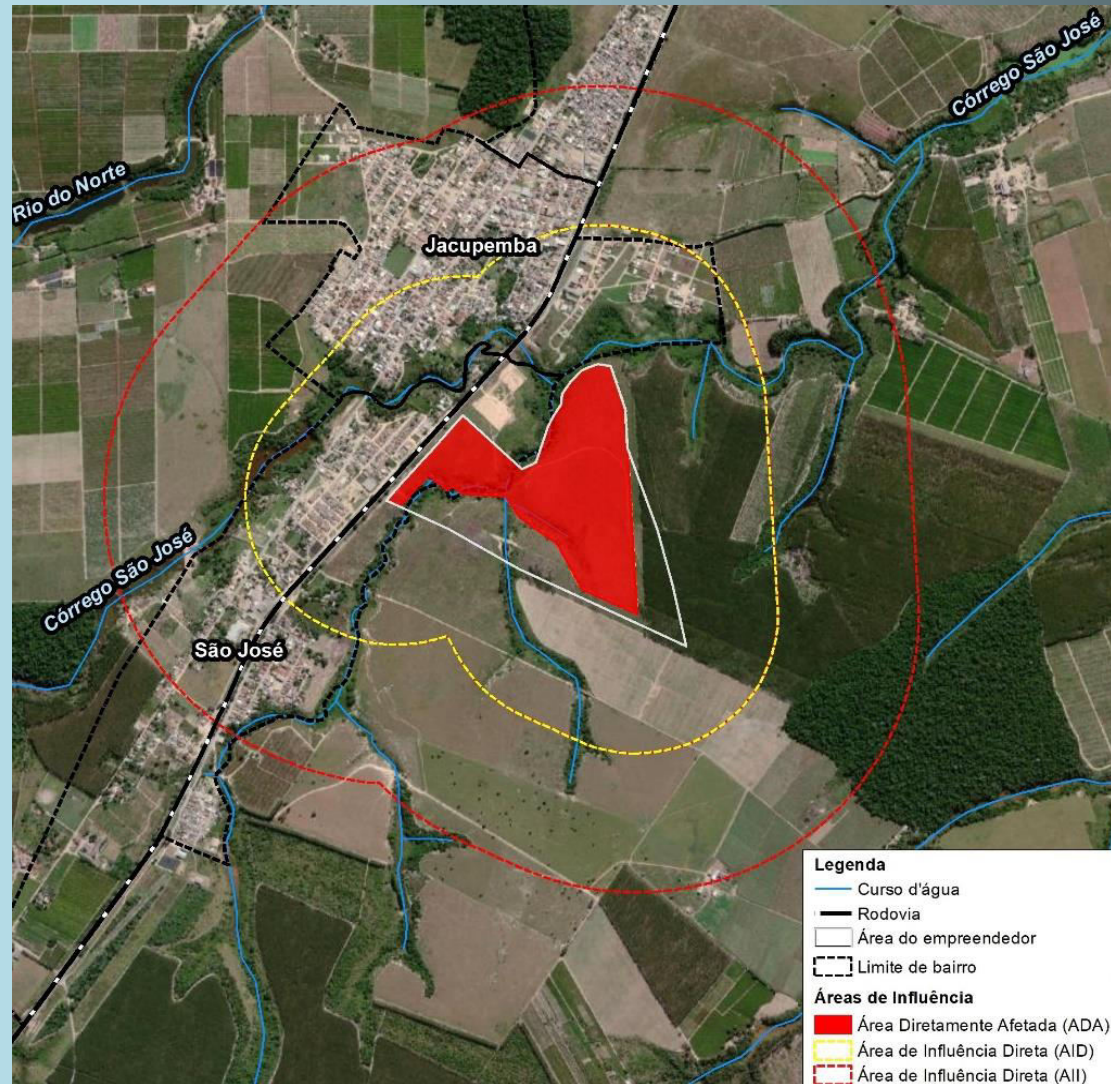 Córrego São José
Rio do Norte
Jacupemba
Córrego São José
São José
Legenda
Curso d'água
Rodovia
Área do empreendedor
Limite de bairro
Áreas de Influência
Área Diretamente Afetada (ADA)
Área de Influência Direta (AID)
Área de Influência Direta (AII)